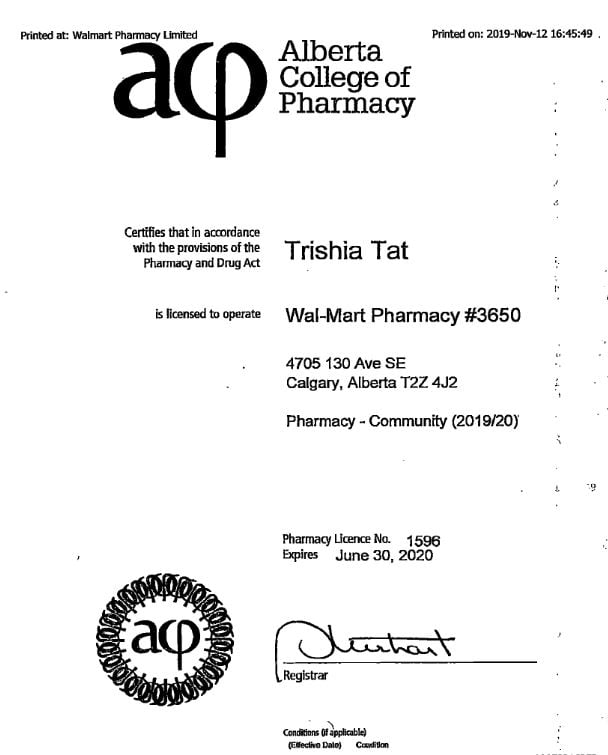 Printed at: Walmart Pharmacy Limited
Printed on: 2019-Nov-12 16:45:49
acp
Alberta
College of
Pharmacy
Certifies that in accordance
with the provisions of the
Pharmacy and Drug Act
Trishia Tat
is licensed to operate
Wal-Mart Pharmacy #3650
4705 130 Ave SE
Calgary, Alberta T2Z 4J2
Pharmacy - Community (2019/20)
Pharmacy Licence No. 1596
Expires June 30, 2020
acp
Registrar
Conditions (if applicable)
(Effective Date) Condition